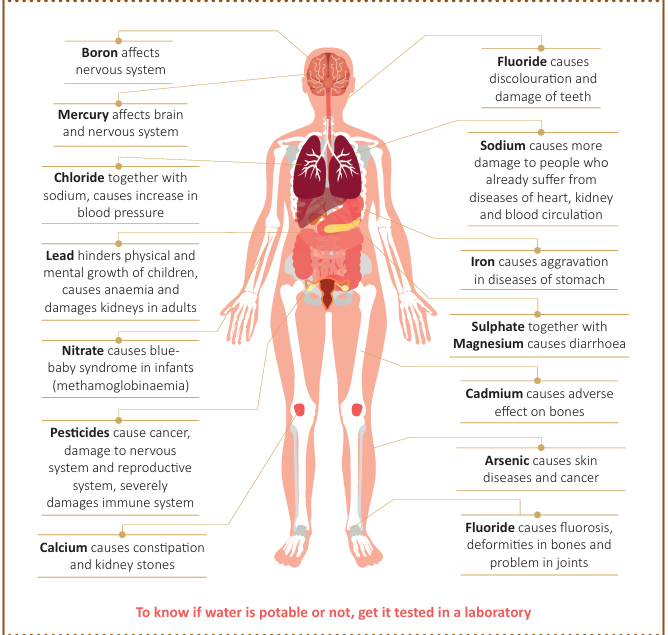 Boron affects
nervous system
Mercury affects brain
and nervous system
Chloride together with
sodium, causes increase in
blood pressure
Lead hinders physical and
mental growth of children,
causes anaemia and
damages kidneys in adults
Nitrate causes blue-
baby syndrome in infants
(methamoglobinaemia)
Pesticides cause cancer,
damage to nervous
system and reproductive
system, severely
damages immune system
Calcium causes constipation
and kidney stones
Fluoride causes
discolouration and
damage of teeth
Sodium causes more
damage to people who
already suffer from
diseases of heart, kidney
and blood circulation
Iron causes aggravation
in diseases of stomach
Sulphate together with
Magnesium causes diarrhoea
Cadmium causes adverse
effect on bones
Arsenic causes skin
diseases and cancer
Fluoride causes fluorosis,
deformities in bones and
problem in joints
To know if water is potable or not, get it tested in a laboratory